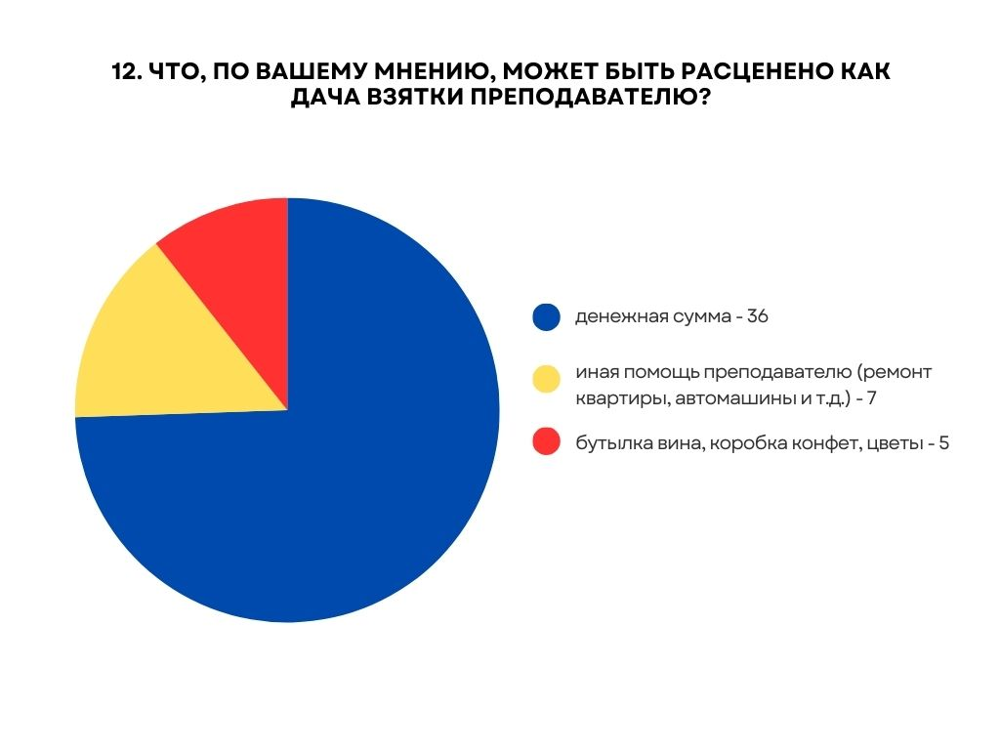 12. ЧТО, ПО ВАШЕМУ МНЕНИЮ, МОЖЕТ БЫТЬ РАСЦЕНЕНО КАК
ДАЧА ВЗЯТКИ ПРЕПОДАВАТЕЛЮ?
денежная сумма - 36
иная помощь преподавателю (ремонт
квартиры, автомашины и т.д.) - 7
бутылка вина, коробка конфет, цветы - 5